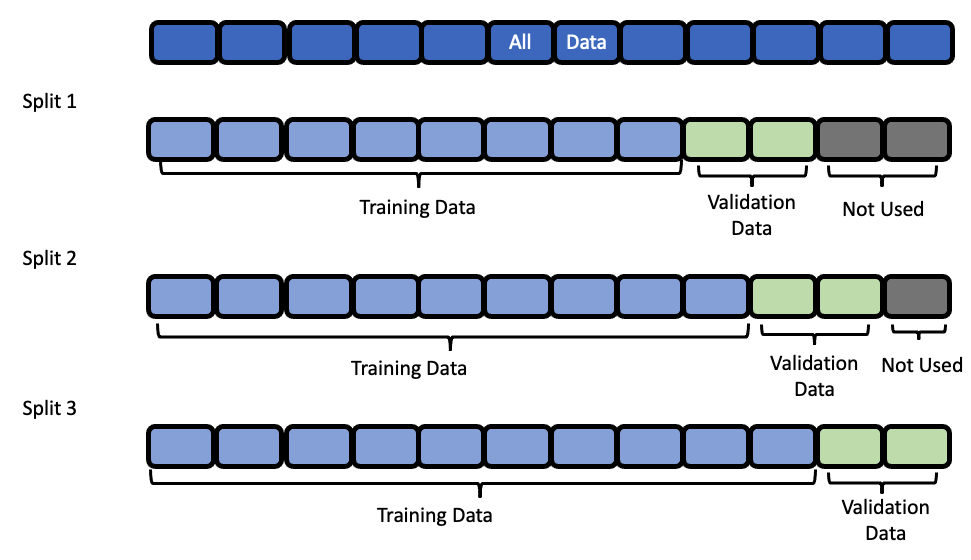 All Data
Split 1
Training Data
Validation
Data
Not Used
Split 2
Training Data
Validation
Data
Not Used
Split 3
Training Data
Validation
Data